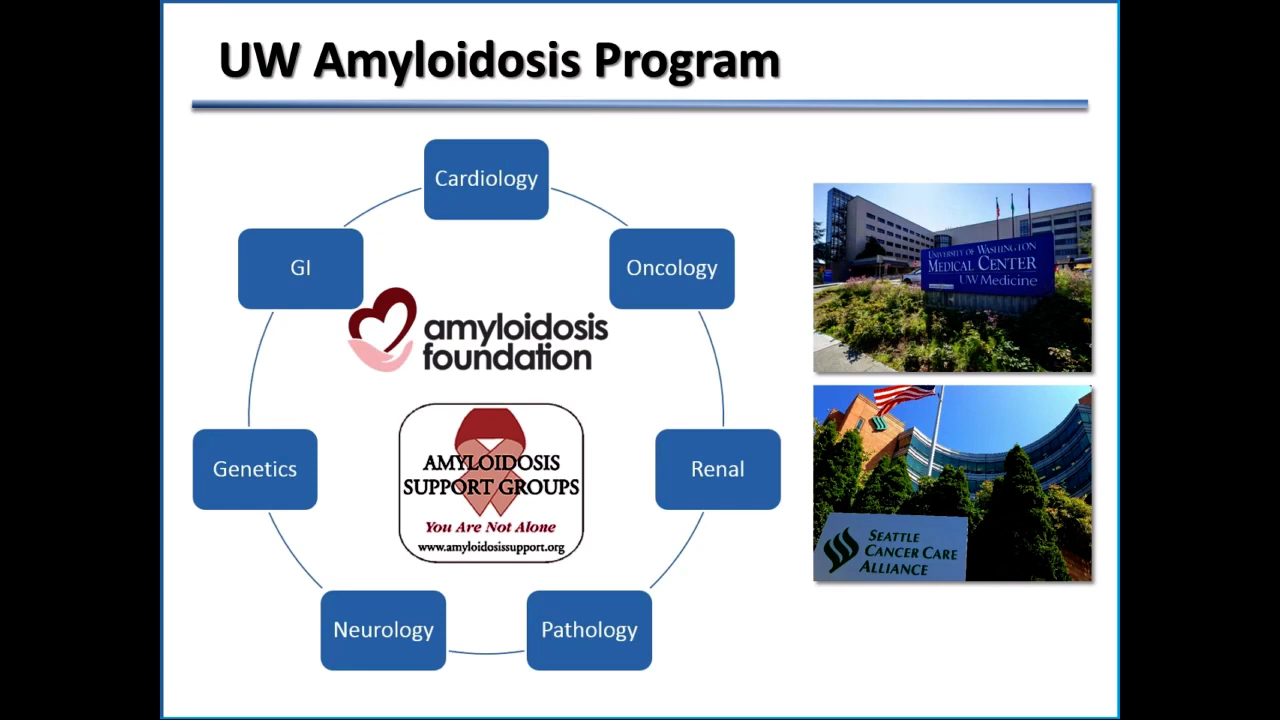 UW Amyloidosis Program
Cardiology
GI
Oncology
amyloidosis
foundation
Genetics
AMYLOIDOSIS
SUPPORT GROUPS
You Are Not Alone
www.amyloidosissupport.org
Renal
Neurology
Pathology
UNIVERSITY OF WASHINGTON
MEDICAL CENTER
UW Medicine
SEATTLE
CANCER CARE
ALLIANCE